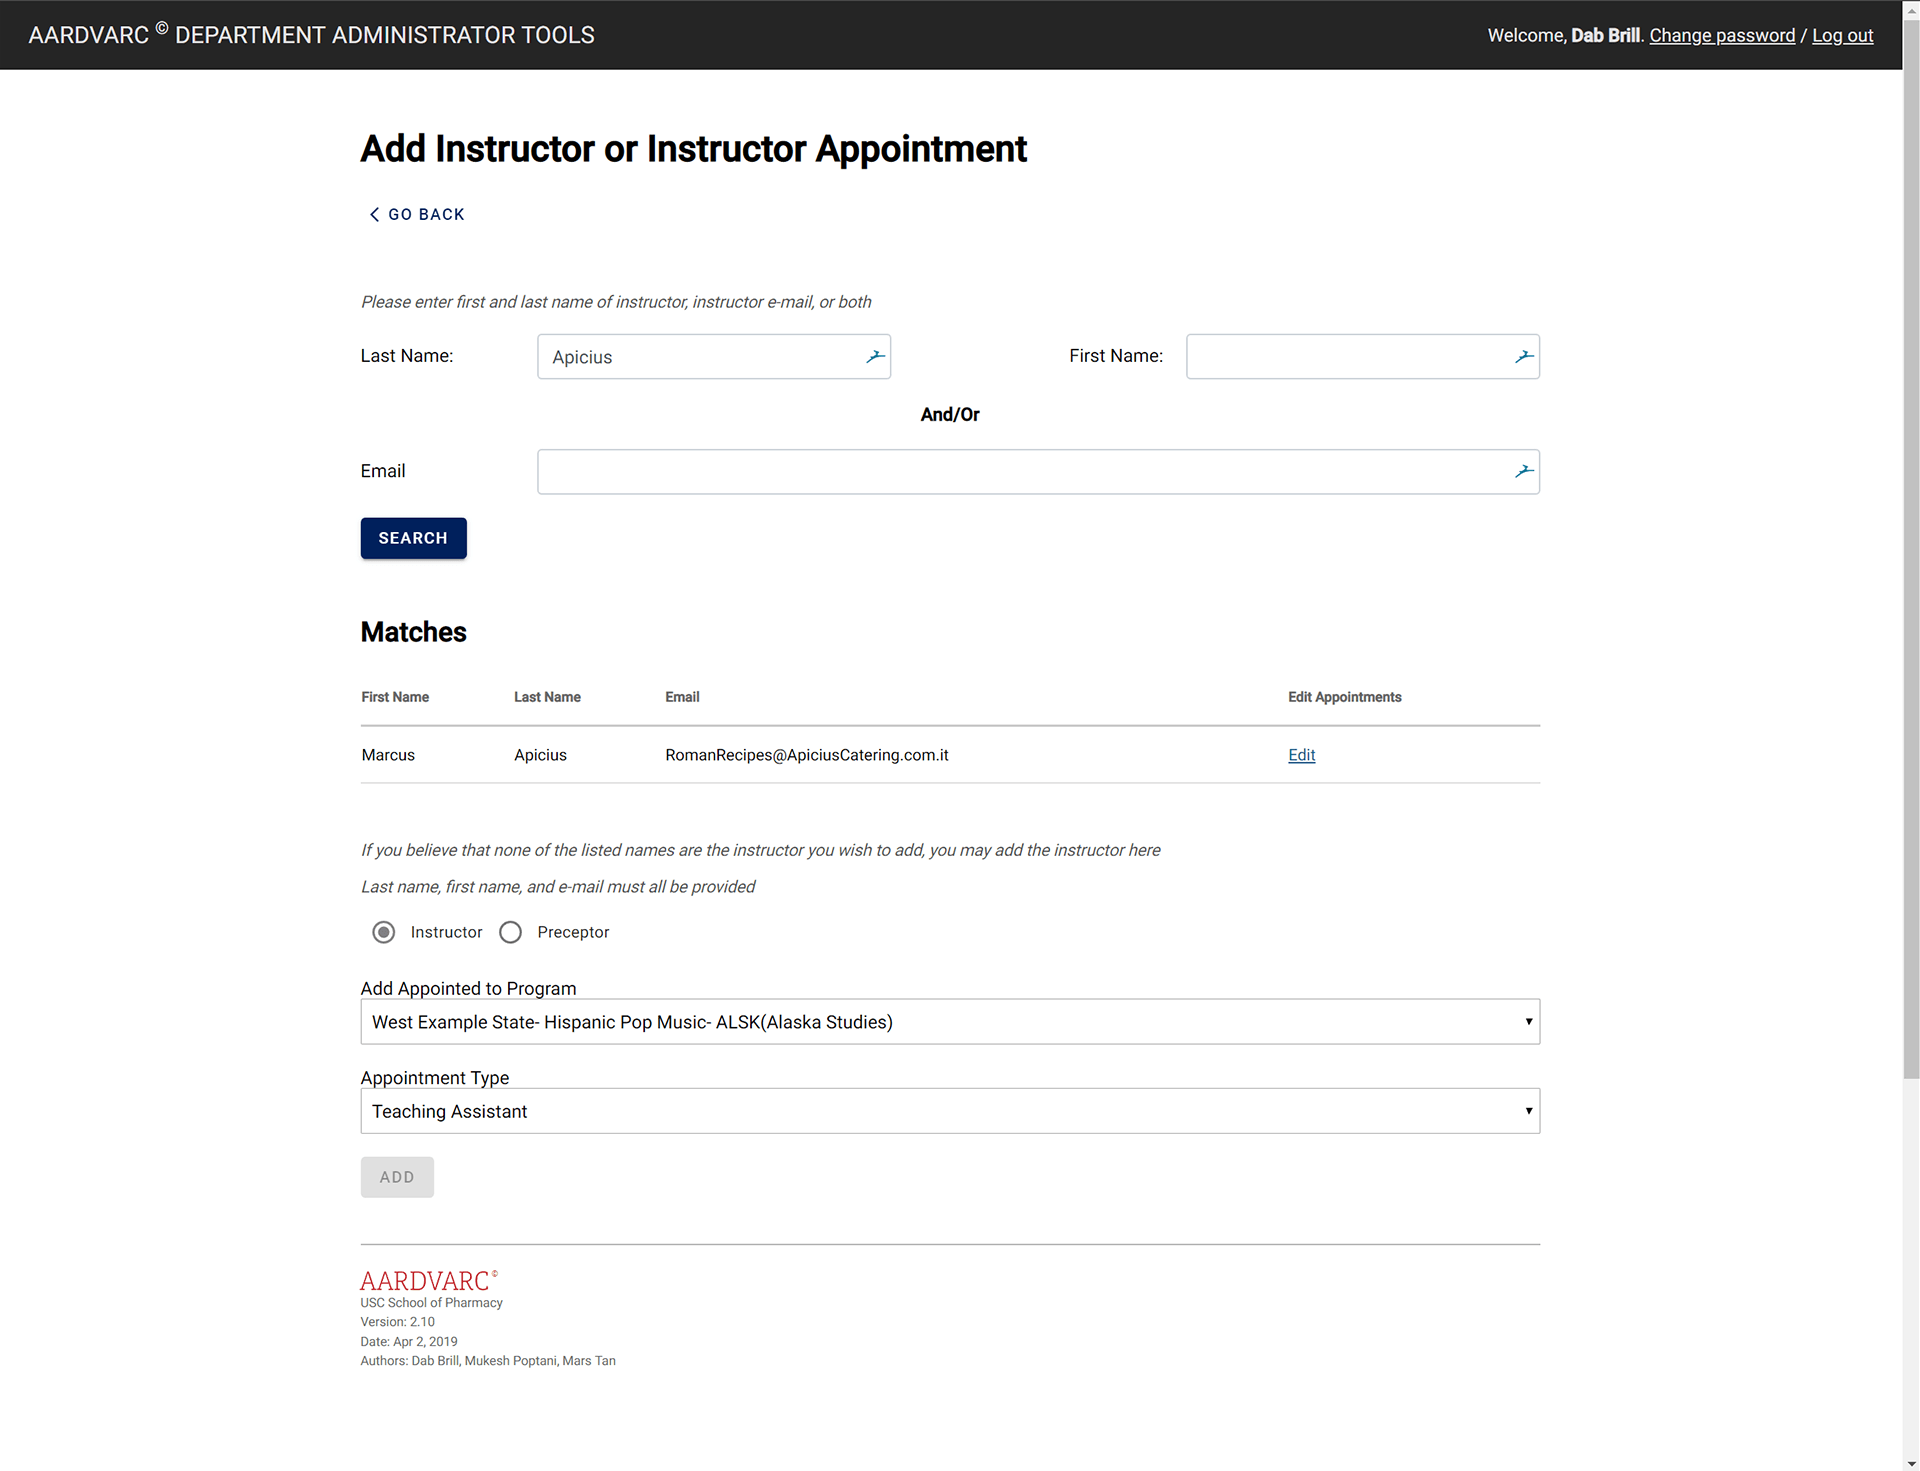 AARDVARC © DEPARTMENT ADMINISTRATOR TOOLS
Welcome, Dab Brill. Change password / Log out
Add Instructor or Instructor Appointment
GO BACK
Please enter first and last name of instructor, instructor e-mail, or both
Last Name: Apicius First Name:
And/Or
Email
SEARCH
Matches
First Name Last Name Email Edit Appointments
Marcus Apicius RomanRecipes@ApiciusCatering.com.it Edit
If you believe that none of the listed names are the instructor you wish to add, you may add the instructor here
Last name, first name, and e-mail must all be provided
Instructor Preceptor
Add Appointed to Program
West Example State- Hispanic Pop Music- ALSK(Alaska Studies)
Appointment Type
Teaching Assistant
ADD
AARDVARC©
USC School of Pharmacy
Version: 2.10
Date: Apr 2, 2019
Authors: Dab Brill, Mukesh Poptani, Mars Tan